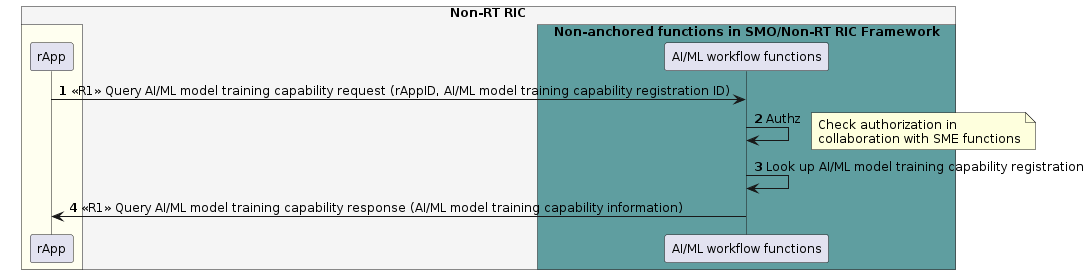 Non-RT RIC
Non-anchored functions in SMO/Non-RT RIC Framework
rApp
AI/ML workflow functions
1 «R1» Query AI/ML model training capability request (rAppID, AI/ML model training capability registration ID)
2 Authz
Check authorization in
collaboration with SME functions
3 Look up AI/ML model training capability registration
4 «R1» Query AI/ML model training capability response (AI/ML model training capability information)
rApp
AI/ML workflow functions